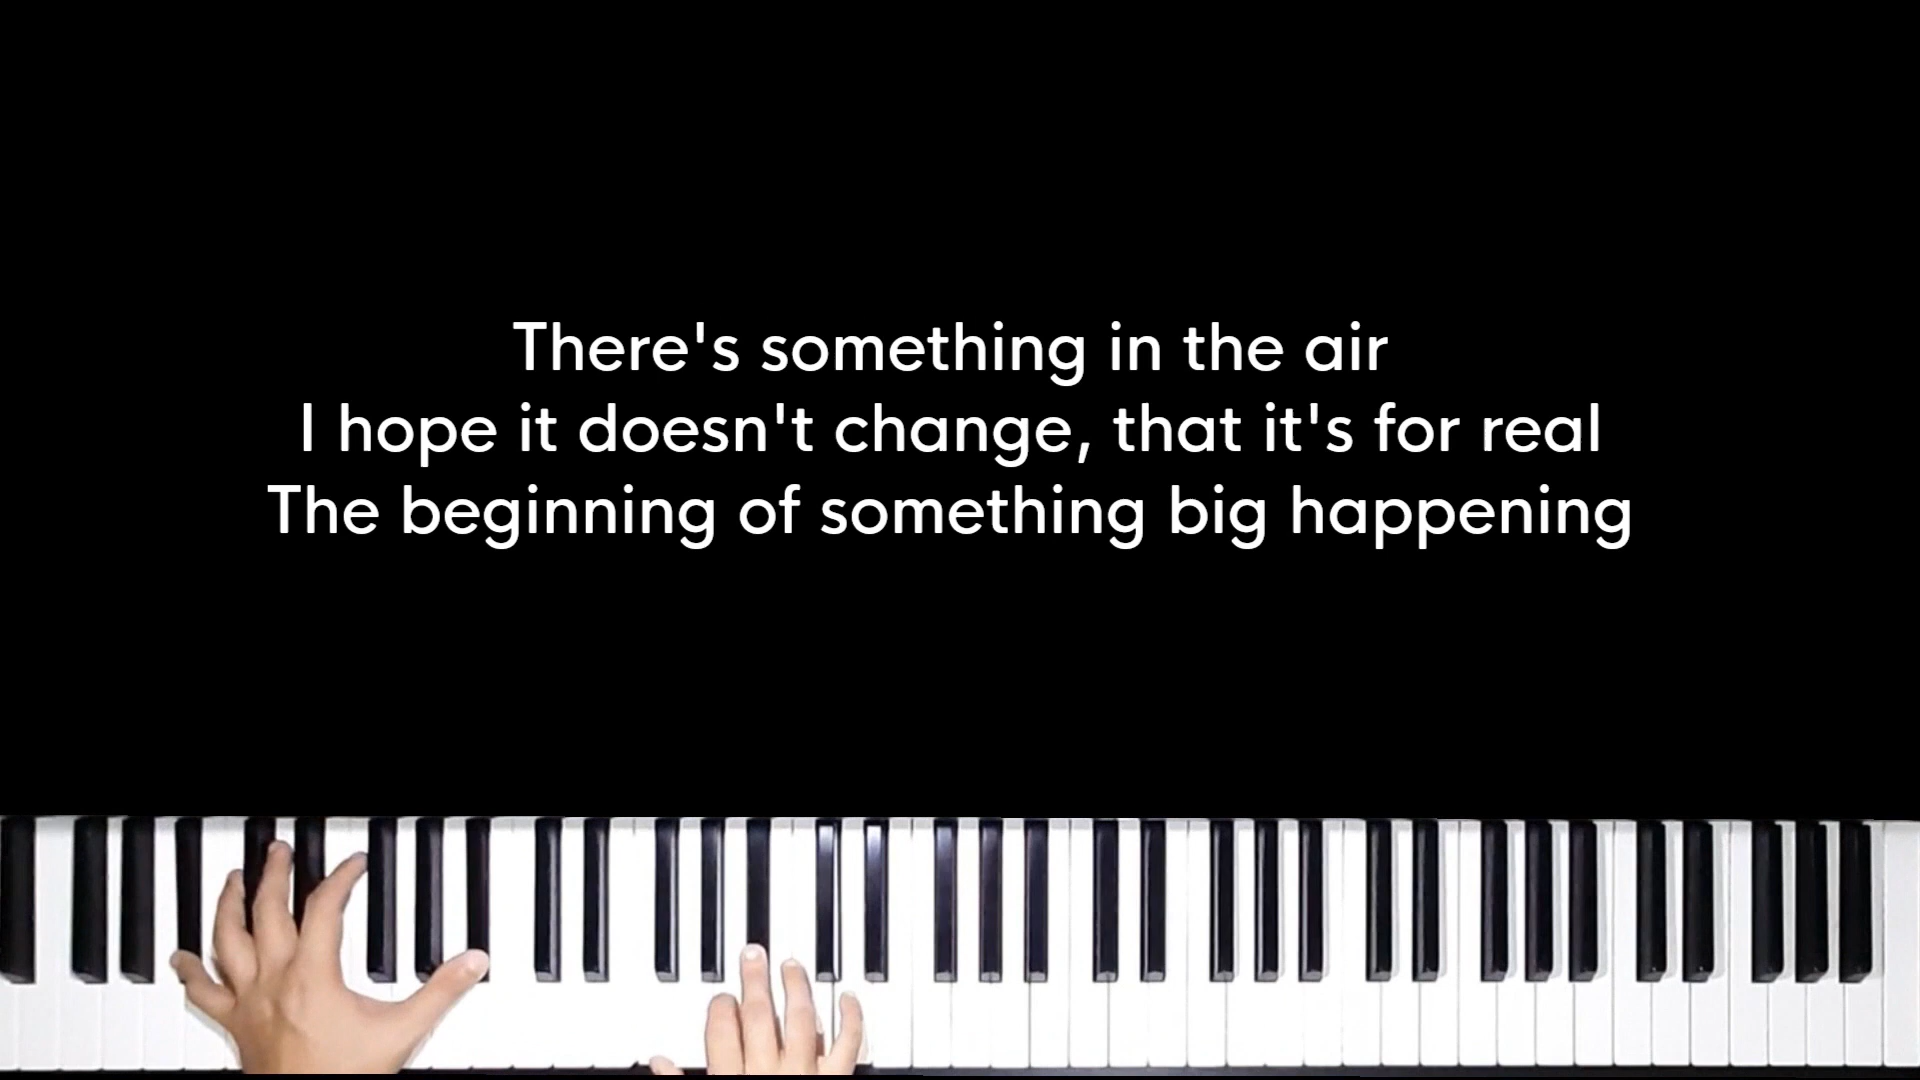 There's something in the air
I hope it doesn't change, that it's for real
The beginning of something big happening